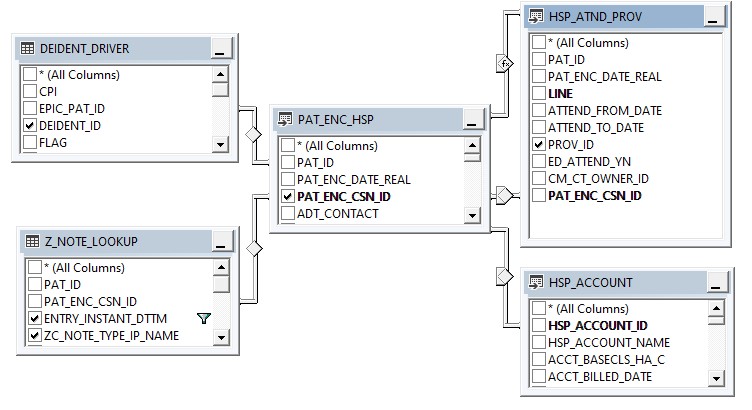 DEIDENT_DRIVER
* (All Columns)
CPI
EPIC_PAT_ID
DEIDENT_ID
FLAG
Z_NOTE_LOOKUP
* (All Columns)
PAT_ID
PAT_ENC_CSN_ID
ENTRY_INSTANT_DTTM
ZC_NOTE_TYPE_IP_NAME
PAT_ENC_HSP
* (All Columns)
PAT_ID
PAT_ENC_DATE_REAL
PAT_ENC_CSN_ID
ADT_CONTACT
fx
HSP_ATND_PROV
* (All Columns)
PAT_ID
PAT_ENC_DATE_REAL
LINE
ATTEND_FROM_DATE
ATTEND_TO_DATE
PROV_ID
ED_ATTEND_YN
CM_CT_OWNER_ID
PAT_ENC_CSN_ID
HSP_ACCOUNT
* (All Columns)
HSP_ACCOUNT_ID
HSP_ACCOUNT_NAME
ACCT_BASECLS_HA_C
ACCT_BILLED_DATE